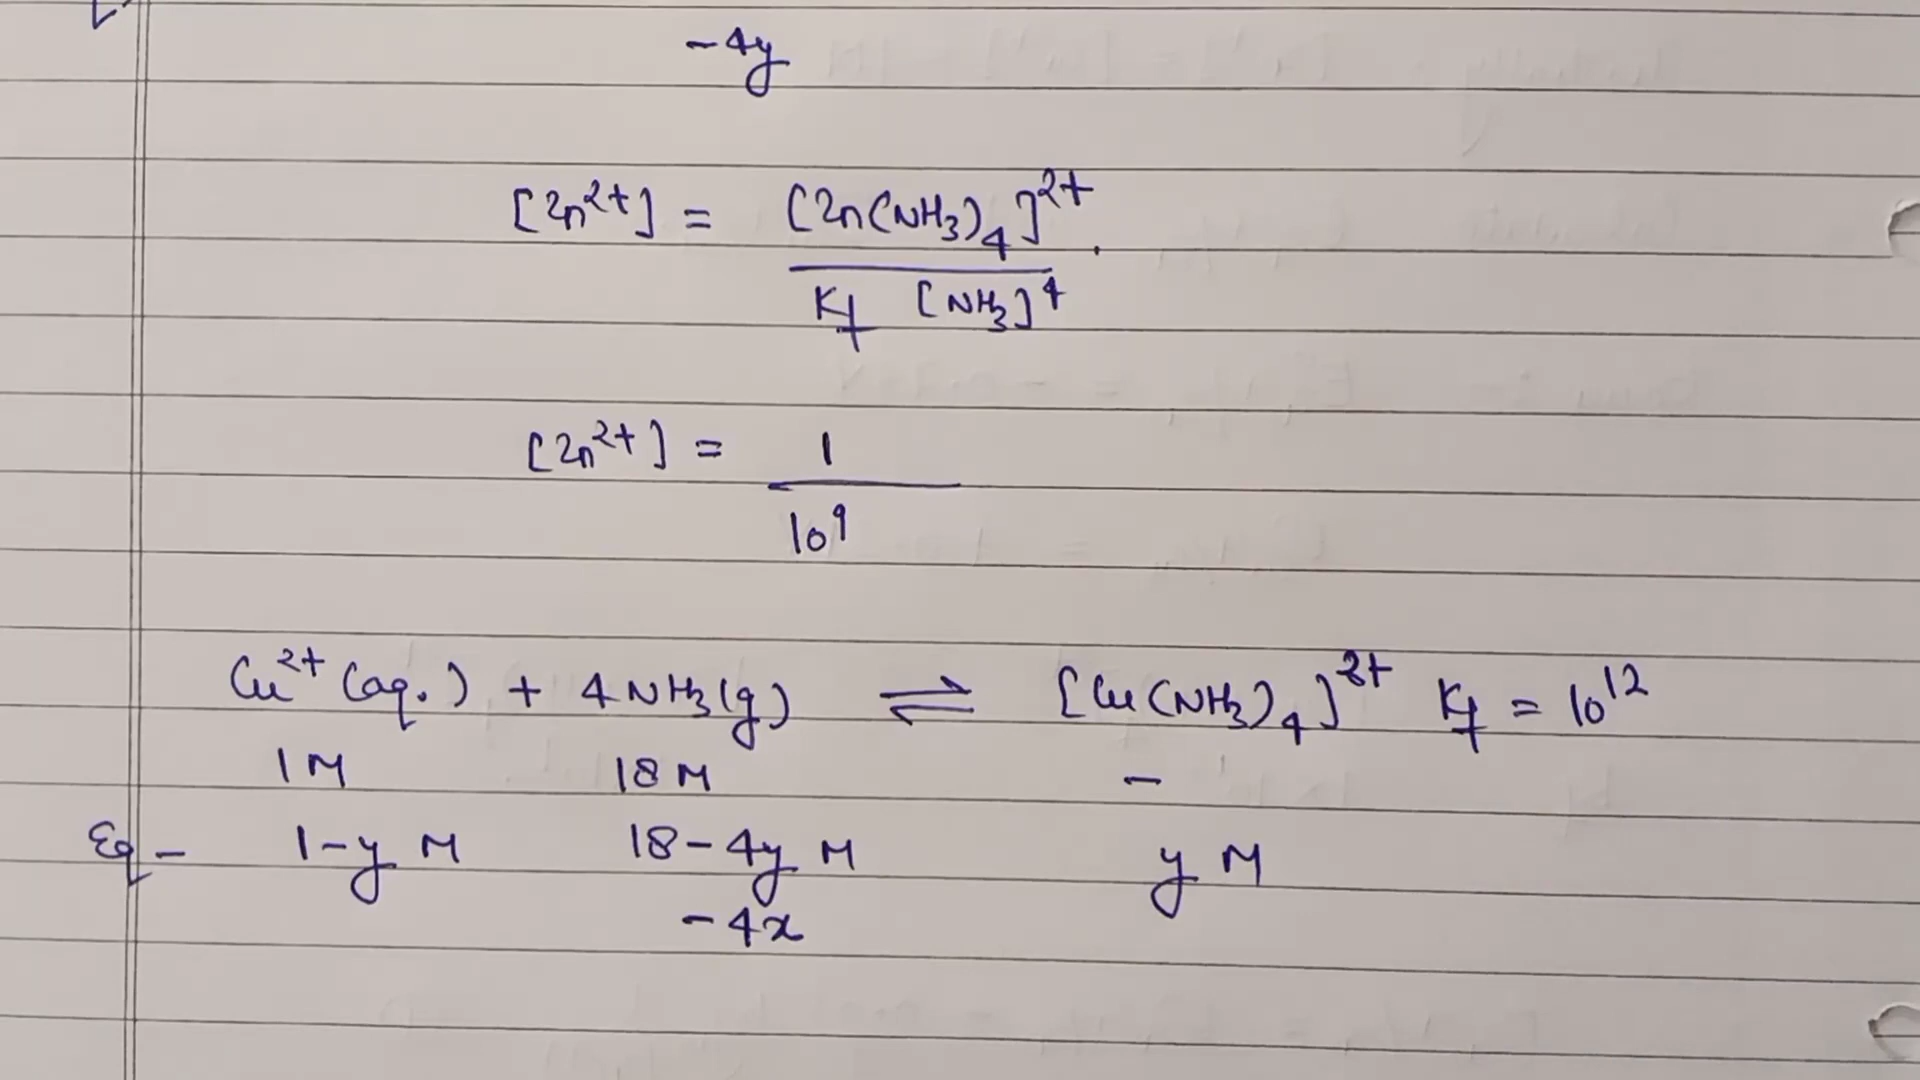 -4y
[Zn²⁺] = [Zn(NH₃)₄]²⁺
Kf [NH₃]⁴
[Zn²⁺] = 1
10⁹
Cu²⁺ (aq.) + 4NH₃(g) ⇌ [Cu(NH₃)₄]²⁺ Kf = 10¹²
1M 18M –
Eq – 1-y M 18-4y M y M
-4x